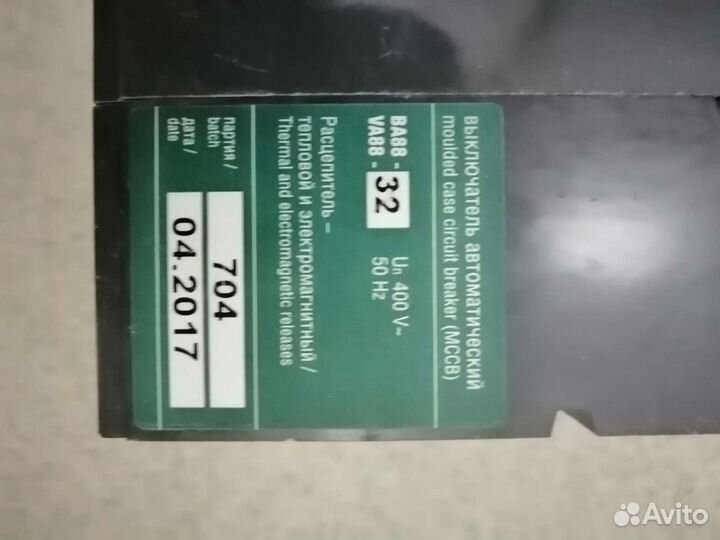 выключатель автоматический
moulded case circuit breaker (MCCB)
ВА88 -
VA88 -
32
Un 400 V~
50 Hz
Расцепитель –
тепловой и электромагнитный /
Thermal and electromagnetic releases
партия /
batch
704
дата /
date
04.2017
Avito